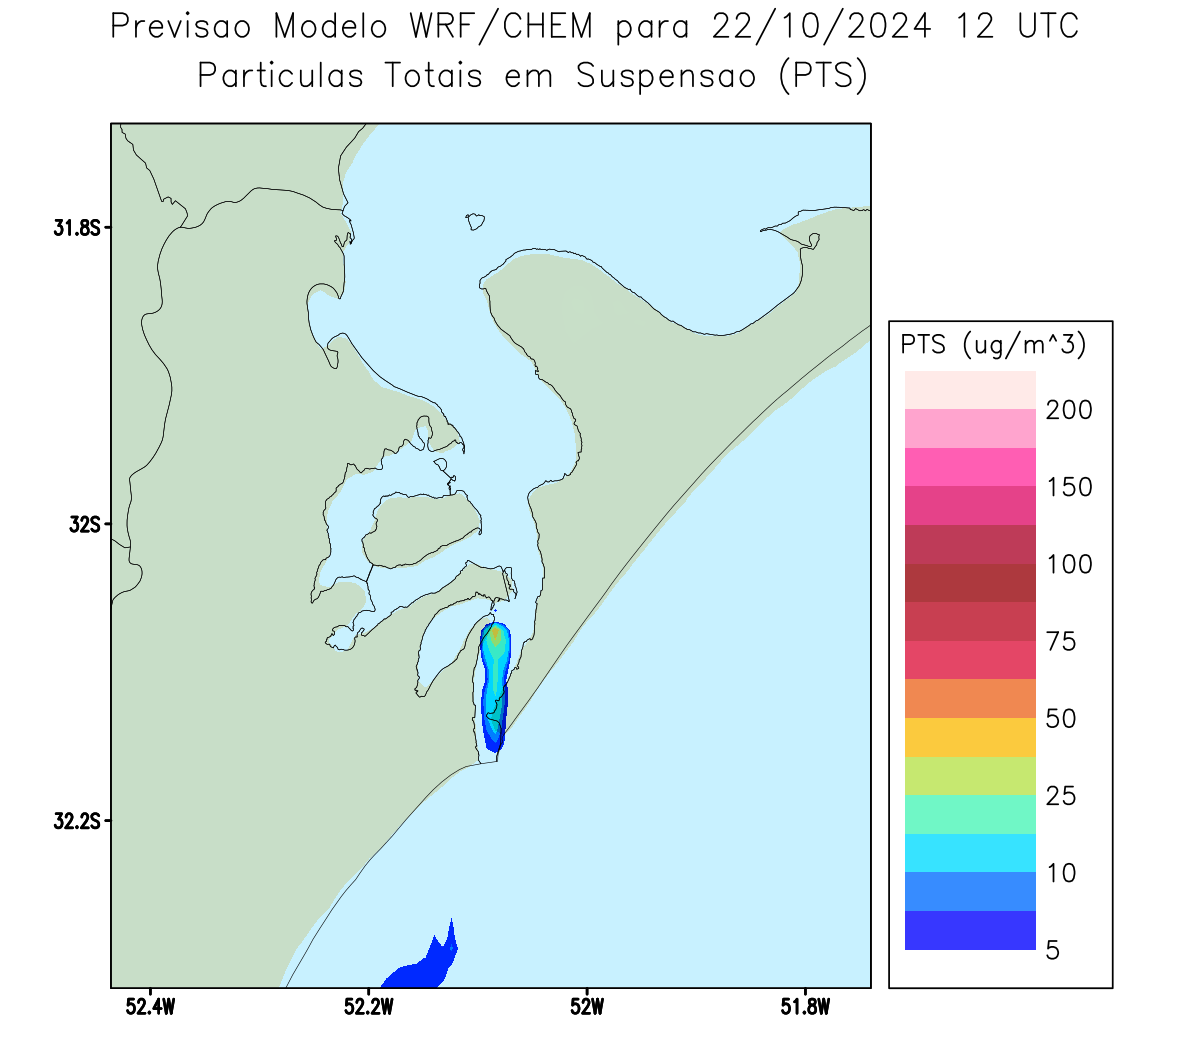 Previsao Modelo WRF/CHEM para 22/10/2024 12 UTC
Particulas Totais em Suspensao (PTS)
31.8S
32S
32.2S
52.4W
52.2W
52W
51.8W
PTS (ug/m^3)
200
150
100
75
50
25
10
5